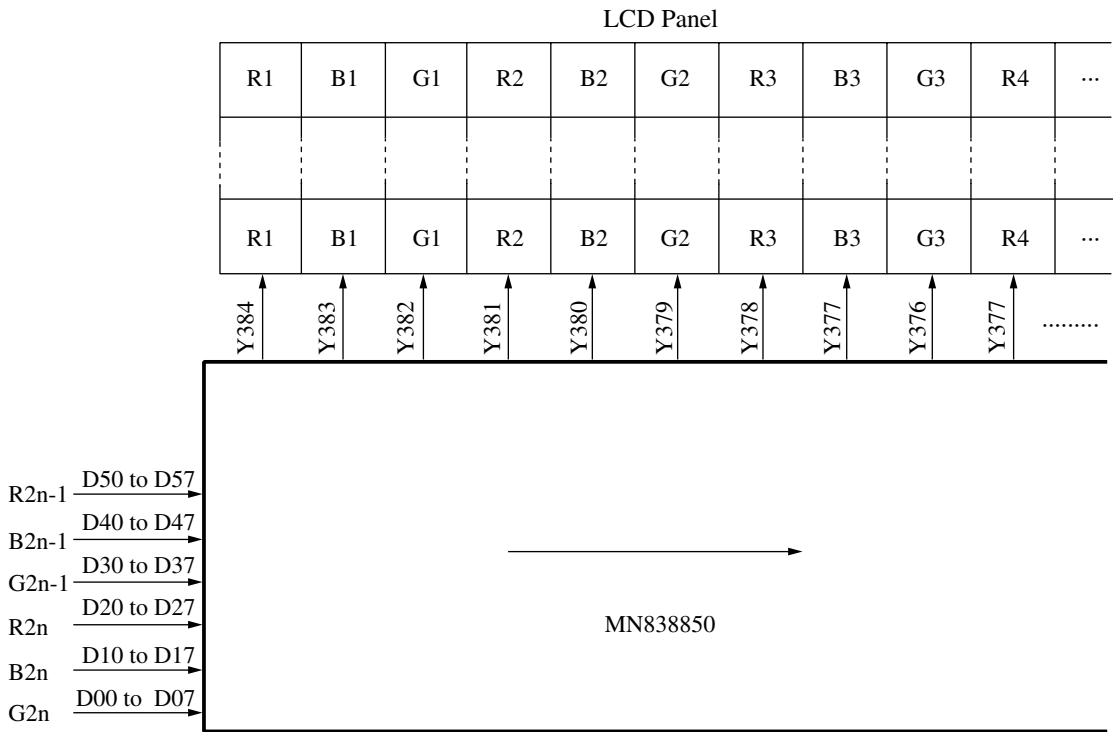 LCD Panel
R1 B1 G1 R2 B2 G2 R3 B3 G3 R4 ...
R1 B1 G1 R2 B2 G2 R3 B3 G3 R4 ...
Y384 Y383 Y382 Y381 Y380 Y379 Y378 Y377 Y376 Y377 .........
R2n-1 D50 to D57
B2n-1 D40 to D47
G2n-1 D30 to D37
R2n D20 to D27
MN838850
B2n D10 to D17
G2n D00 to D07